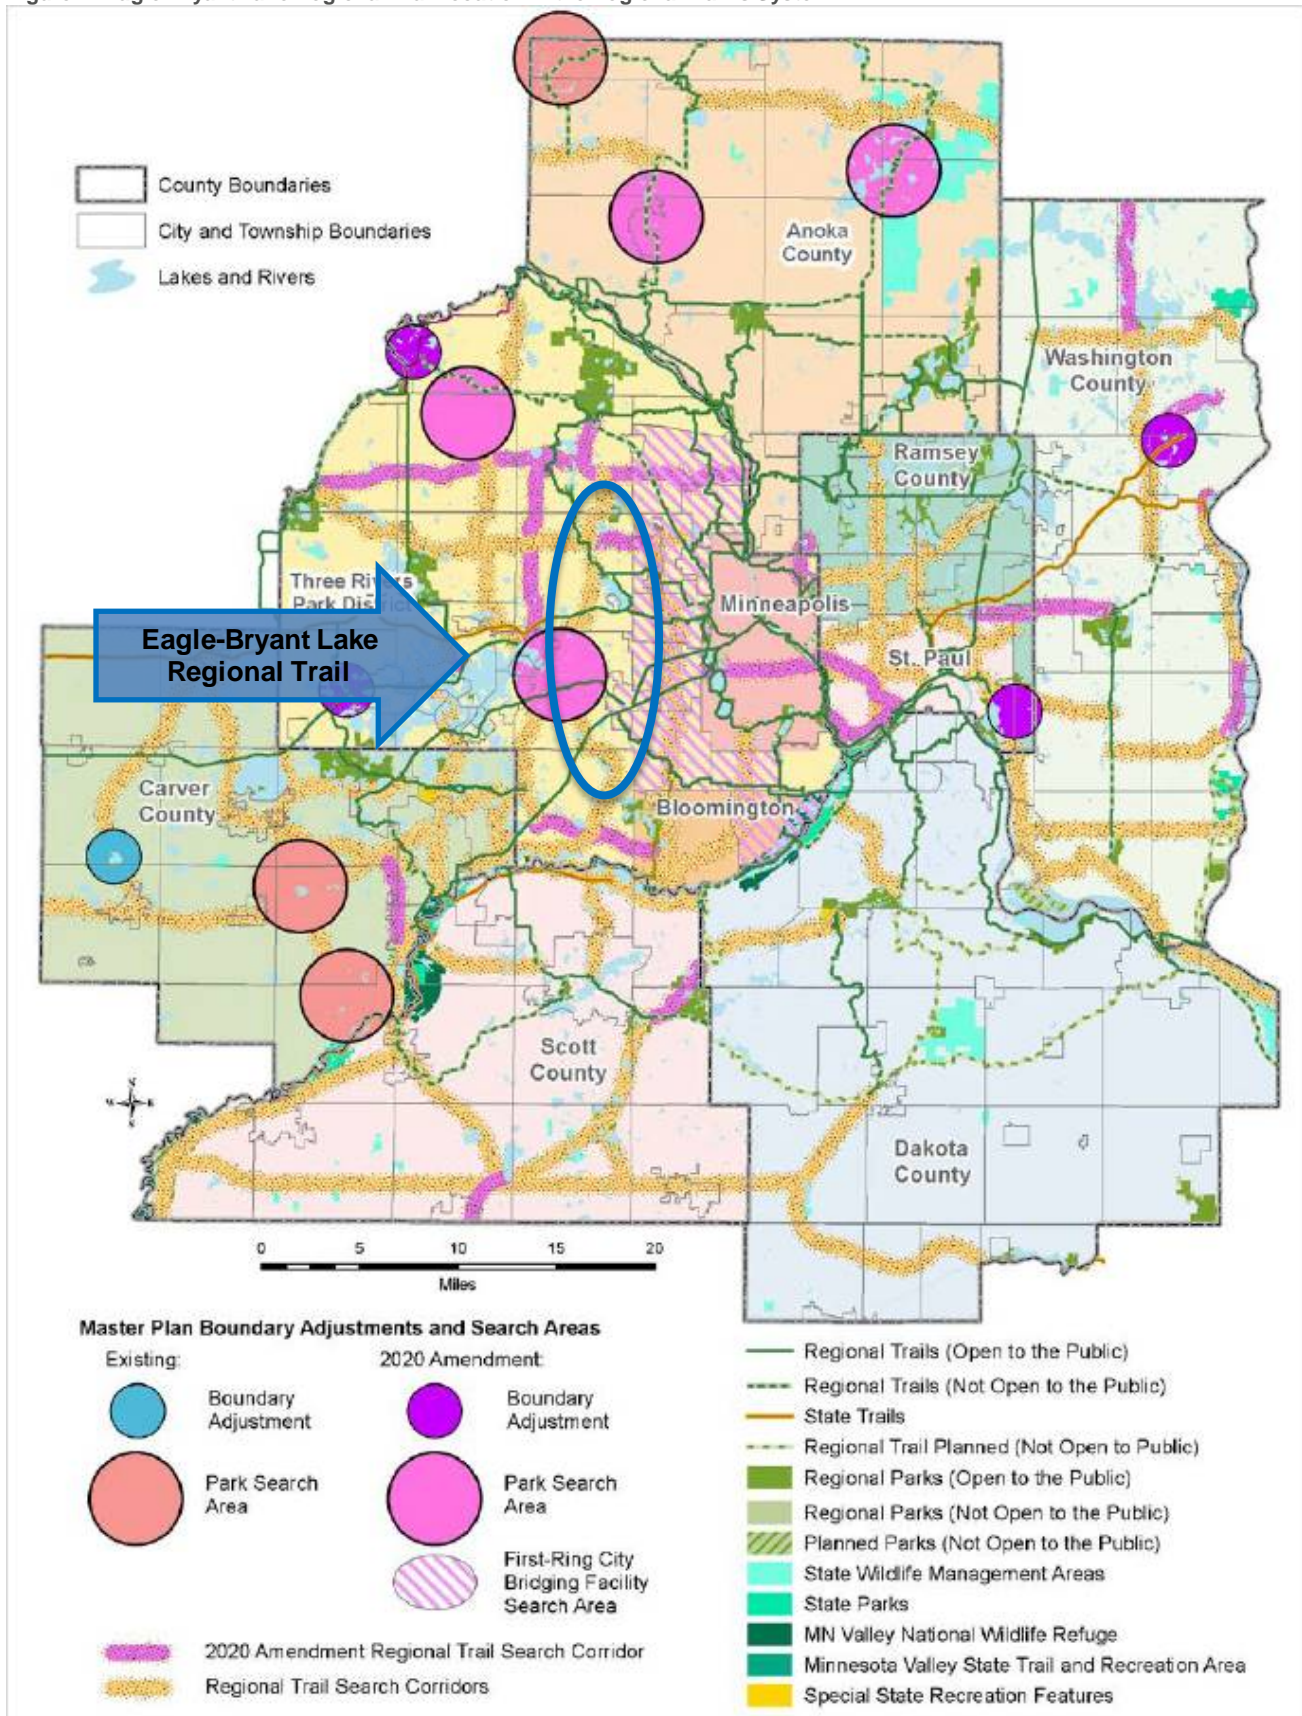 County Boundaries
City and Township Boundaries
Lakes and Rivers
Anoka
County
Washington
County
Ramsey
County
Three Rivers
Park District
Minneapolis
Eagle-Bryant Lake
Regional Trail
St. Paul
Carver
County
Bloomington
Scott
County
Dakota
County
0 5 10 15 20
Miles
Master Plan Boundary Adjustments and Search Areas
Existing:
2020 Amendment:
Boundary
Adjustment
Boundary
Adjustment
Park Search
Area
Park Search
Area
First-Ring City
Bridging Facility
Search Area
2020 Amendment Regional Trail Search Corridor
Regional Trail Search Corridors
Regional Trails (Open to the Public)
Regional Trails (Not Open to the Public)
State Trails
Regional Trail Planned (Not Open to Public)
Regional Parks (Open to the Public)
Regional Parks (Not Open to the Public)
Planned Parks (Not Open to the Public)
State Wildlife Management Areas
State Parks
MN Valley National Wildlife Refuge
Minnesota Valley State Trail and Recreation Area
Special State Recreation Features